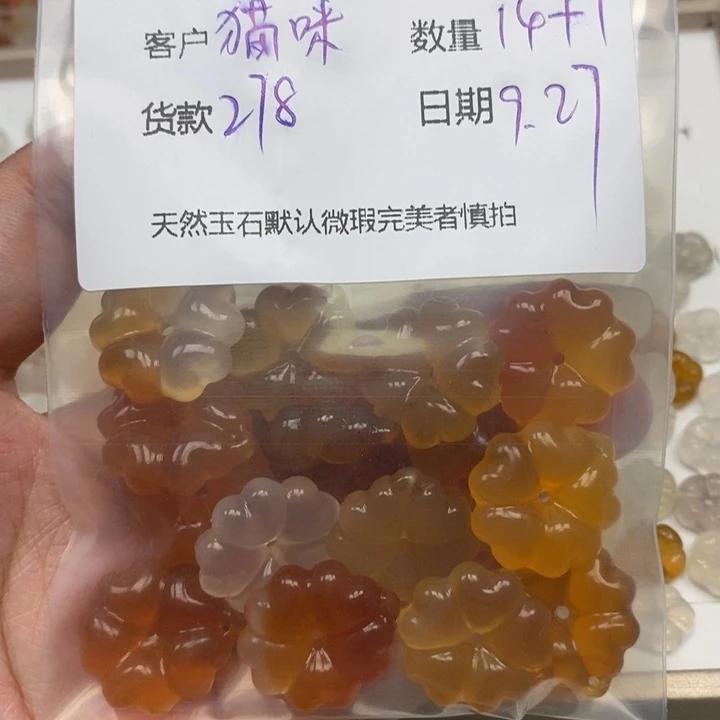 客户 猫咪 数量 14+1
货款 278 日期 9.27
天然玉石默认微瑕完美者慎拍